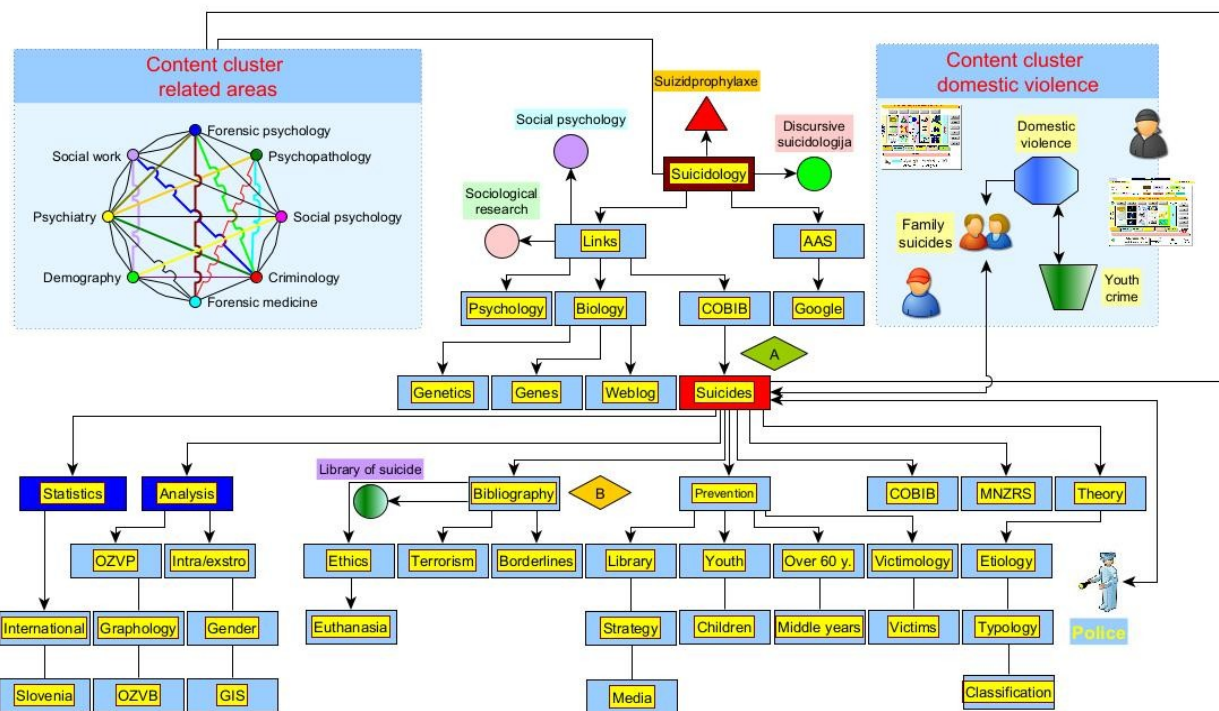 Content cluster
related areas
Forensic psychology
Social work
Psychopathology
Psychiatry
Social psychology
Demography
Criminology
Forensic medicine
Suizidprophylaxe
Social psychology
Discursive
suicidologija
Suicidology
Sociological
research
Links
AAS
Psychology
Biology
COBIB
Google
A
Genetics
Genes
Weblog
Suicides
Content cluster
domestic violence
Domestic
violence
Family
suicides
Youth
crime
Library of suicide
Statistics
Analysis
Bibliography
B
Prevention
COBIB
MNZRS
Theory
OZVP
Intra/exstro
Ethics
Terrorism
Borderlines
Library
Youth
Over 60 y.
Victimology
Etiology
International
Graphology
Gender
Euthanasia
Strategy
Children
Middle years
Victims
Typology
Police
Slovenia
OZVB
GIS
Media
Classification